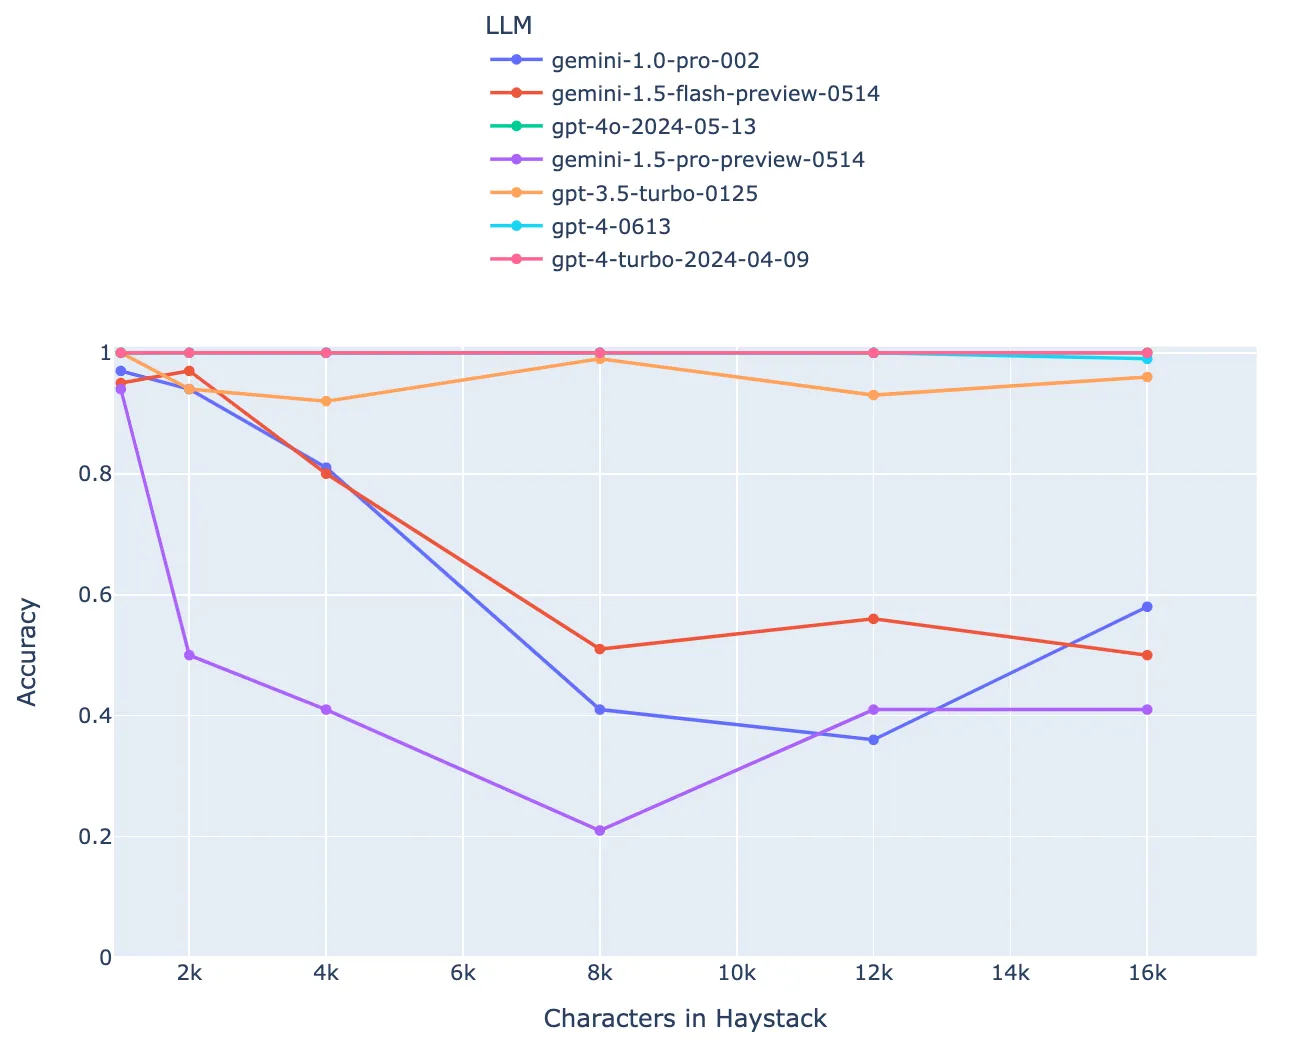 LLM
gemini-1.0-pro-002
gemini-1.5-flash-preview-0514
gpt-4o-2024-05-13
gemini-1.5-pro-preview-0514
gpt-3.5-turbo-0125
gpt-4-0613
gpt-4-turbo-2024-04-09
1
0.8
0.6
0.4
0.2
0
Accuracy
2k 4k 6k 8k 10k 12k 14k 16k
Characters in Haystack